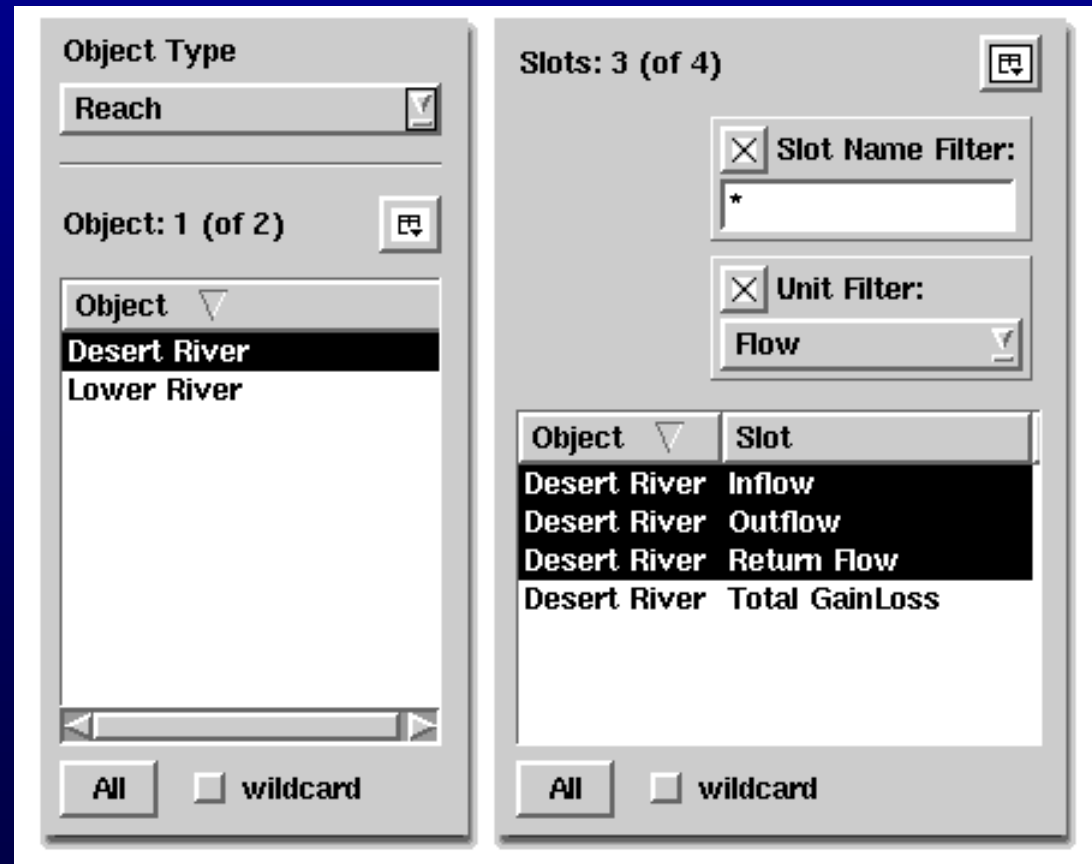 Object Type
Reach
Object: 1 (of 2)
Object
Desert River
Lower River
All wildcard
Slots: 3 (of 4)
Slot Name Filter:
*
Unit Filter:
Flow
Object Slot
Desert River Inflow
Desert River Outflow
Desert River Return Flow
Desert River Total GainLoss
All wildcard